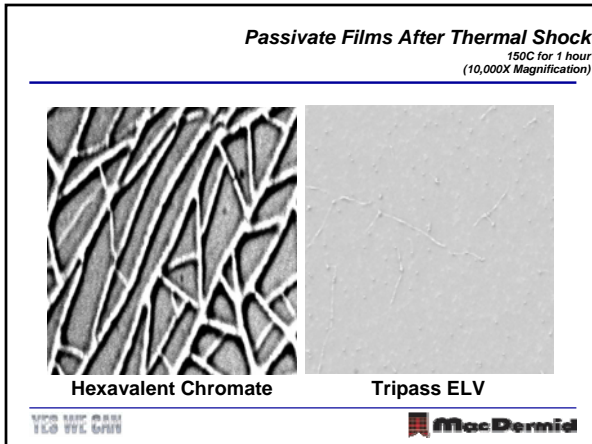 Passivate Films After Thermal Shock
150C for 1 hour
(10,000X Magnification)
Hexavalent Chromate
Tripass ELV
YES WE CAN
MacDermid